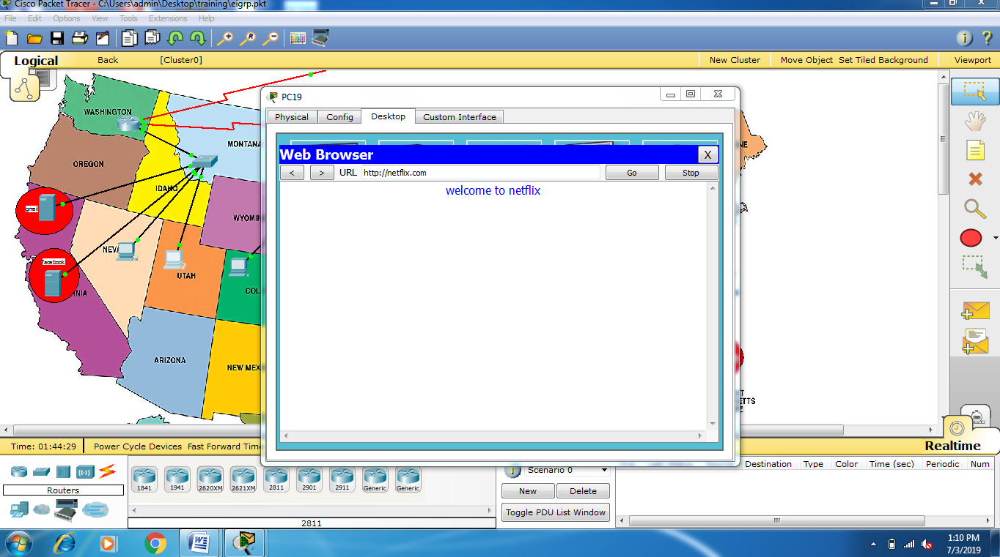 Cisco Packet Tracer - C:\Users\admin\Desktop\training\eigrp.pkt
File Edit Options View Tools Extensions Help
Logical Back [Cluster0] New Cluster Move Object Set Tiled Background Viewport
PC19
Physical Config Desktop Custom Interface
Web Browser X
< > URL http://netflix.com Go Stop
welcome to netflix
WASHINGTON
MONTANA
OREGON
IDAHO
gmail
WYOMIN
NEVA
facebook
UTAH
COL
NIA
ARIZONA
NEW MEX
NE
T
ETTS
E
Realtime
Time: 01:44:29 Power Cycle Devices Fast Forward Time
Scenario 0
Destination Type Color Time (sec) Periodic Num
Routers
1841 1941 2620XM 2621XM 2811 2901 2911 Generic Generic
New Delete
Toggle PDU List Window
2811
1:10 PM
7/3/2019